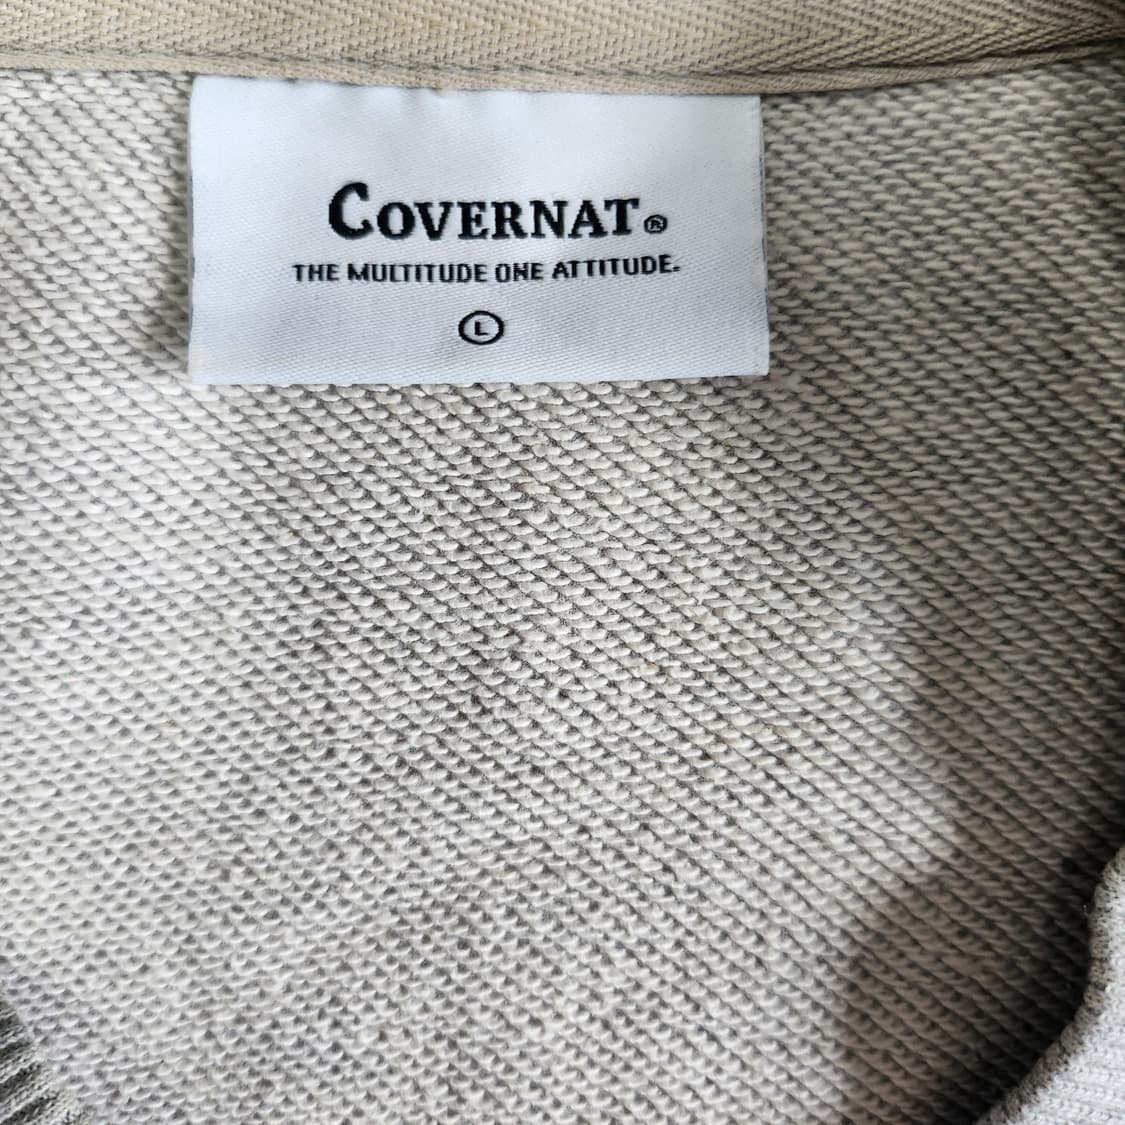 COVERNAT®
THE MULTITUDE ONE ATTITUDE.
L